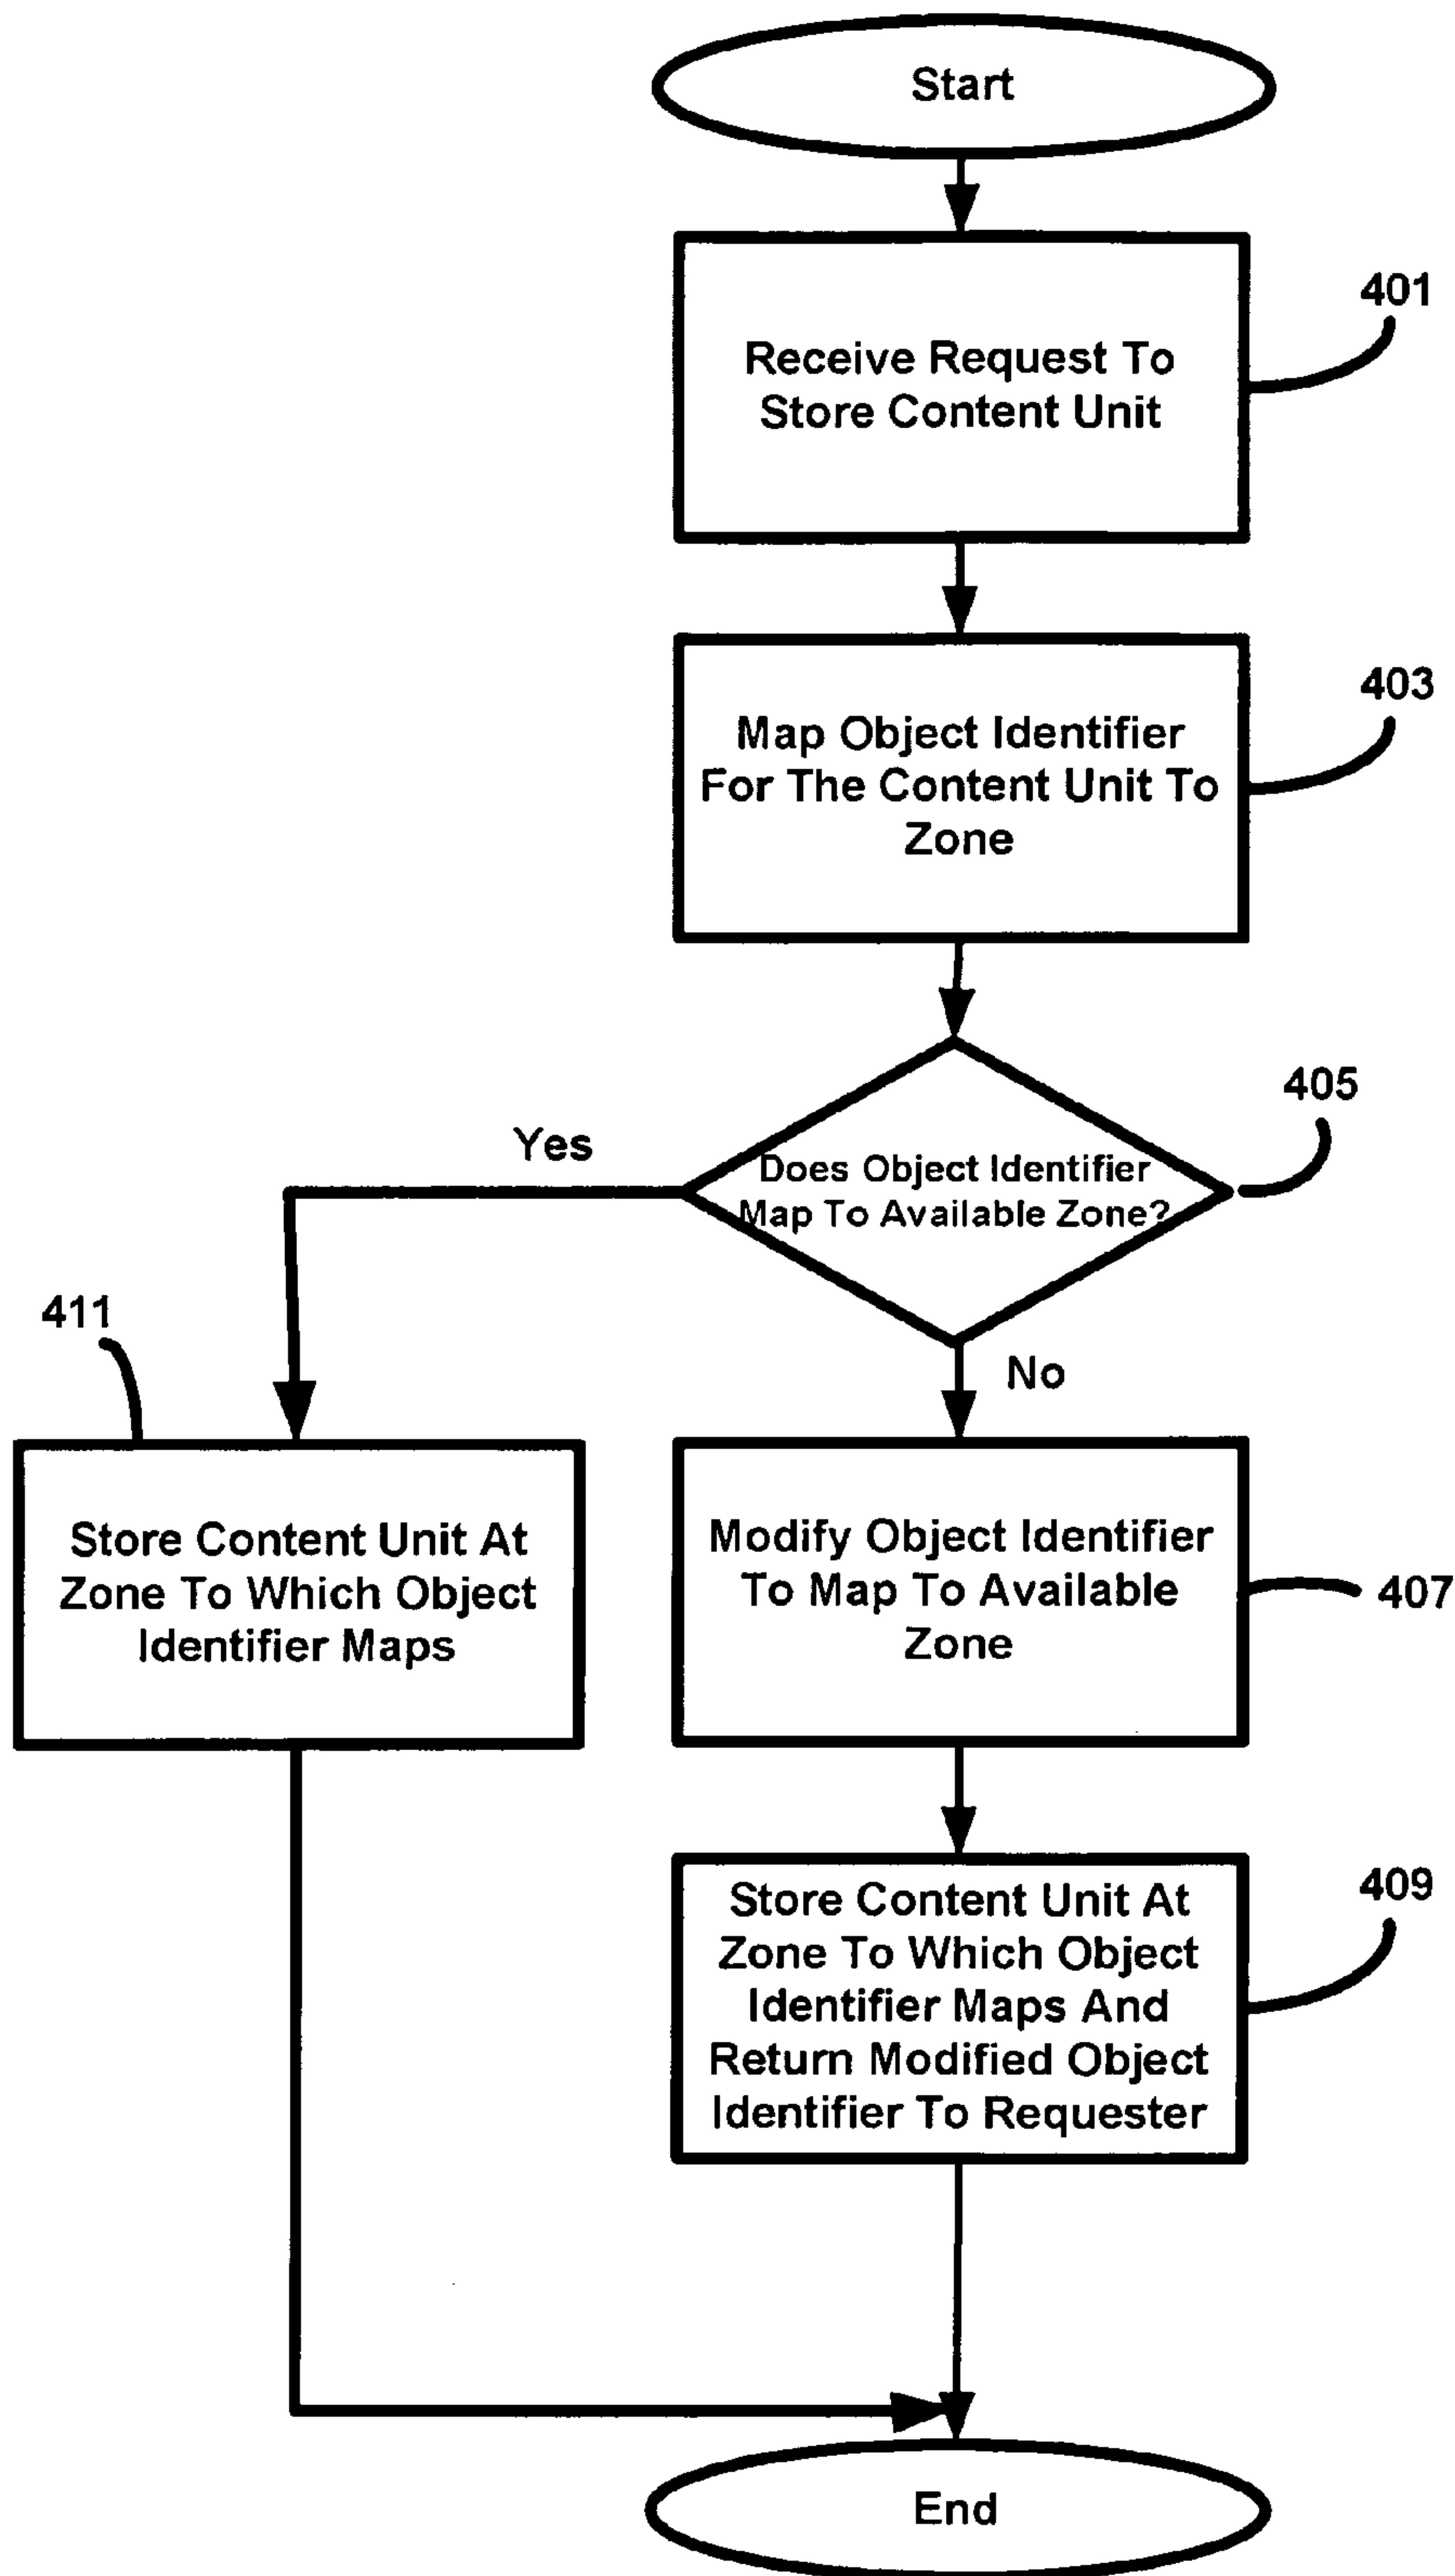 Start
Receive Request To
Store Content Unit
401
Map Object Identifier
For The Content Unit To
Zone
403
Does Object Identifier
Map To Available Zone?
405
Yes
No
411
Store Content Unit At
Zone To Which Object
Identifier Maps
Modify Object Identifier
To Map To Available
Zone
407
Store Content Unit At
Zone To Which Object
Identifier Maps And
Return Modified Object
Identifier To Requester
409
End